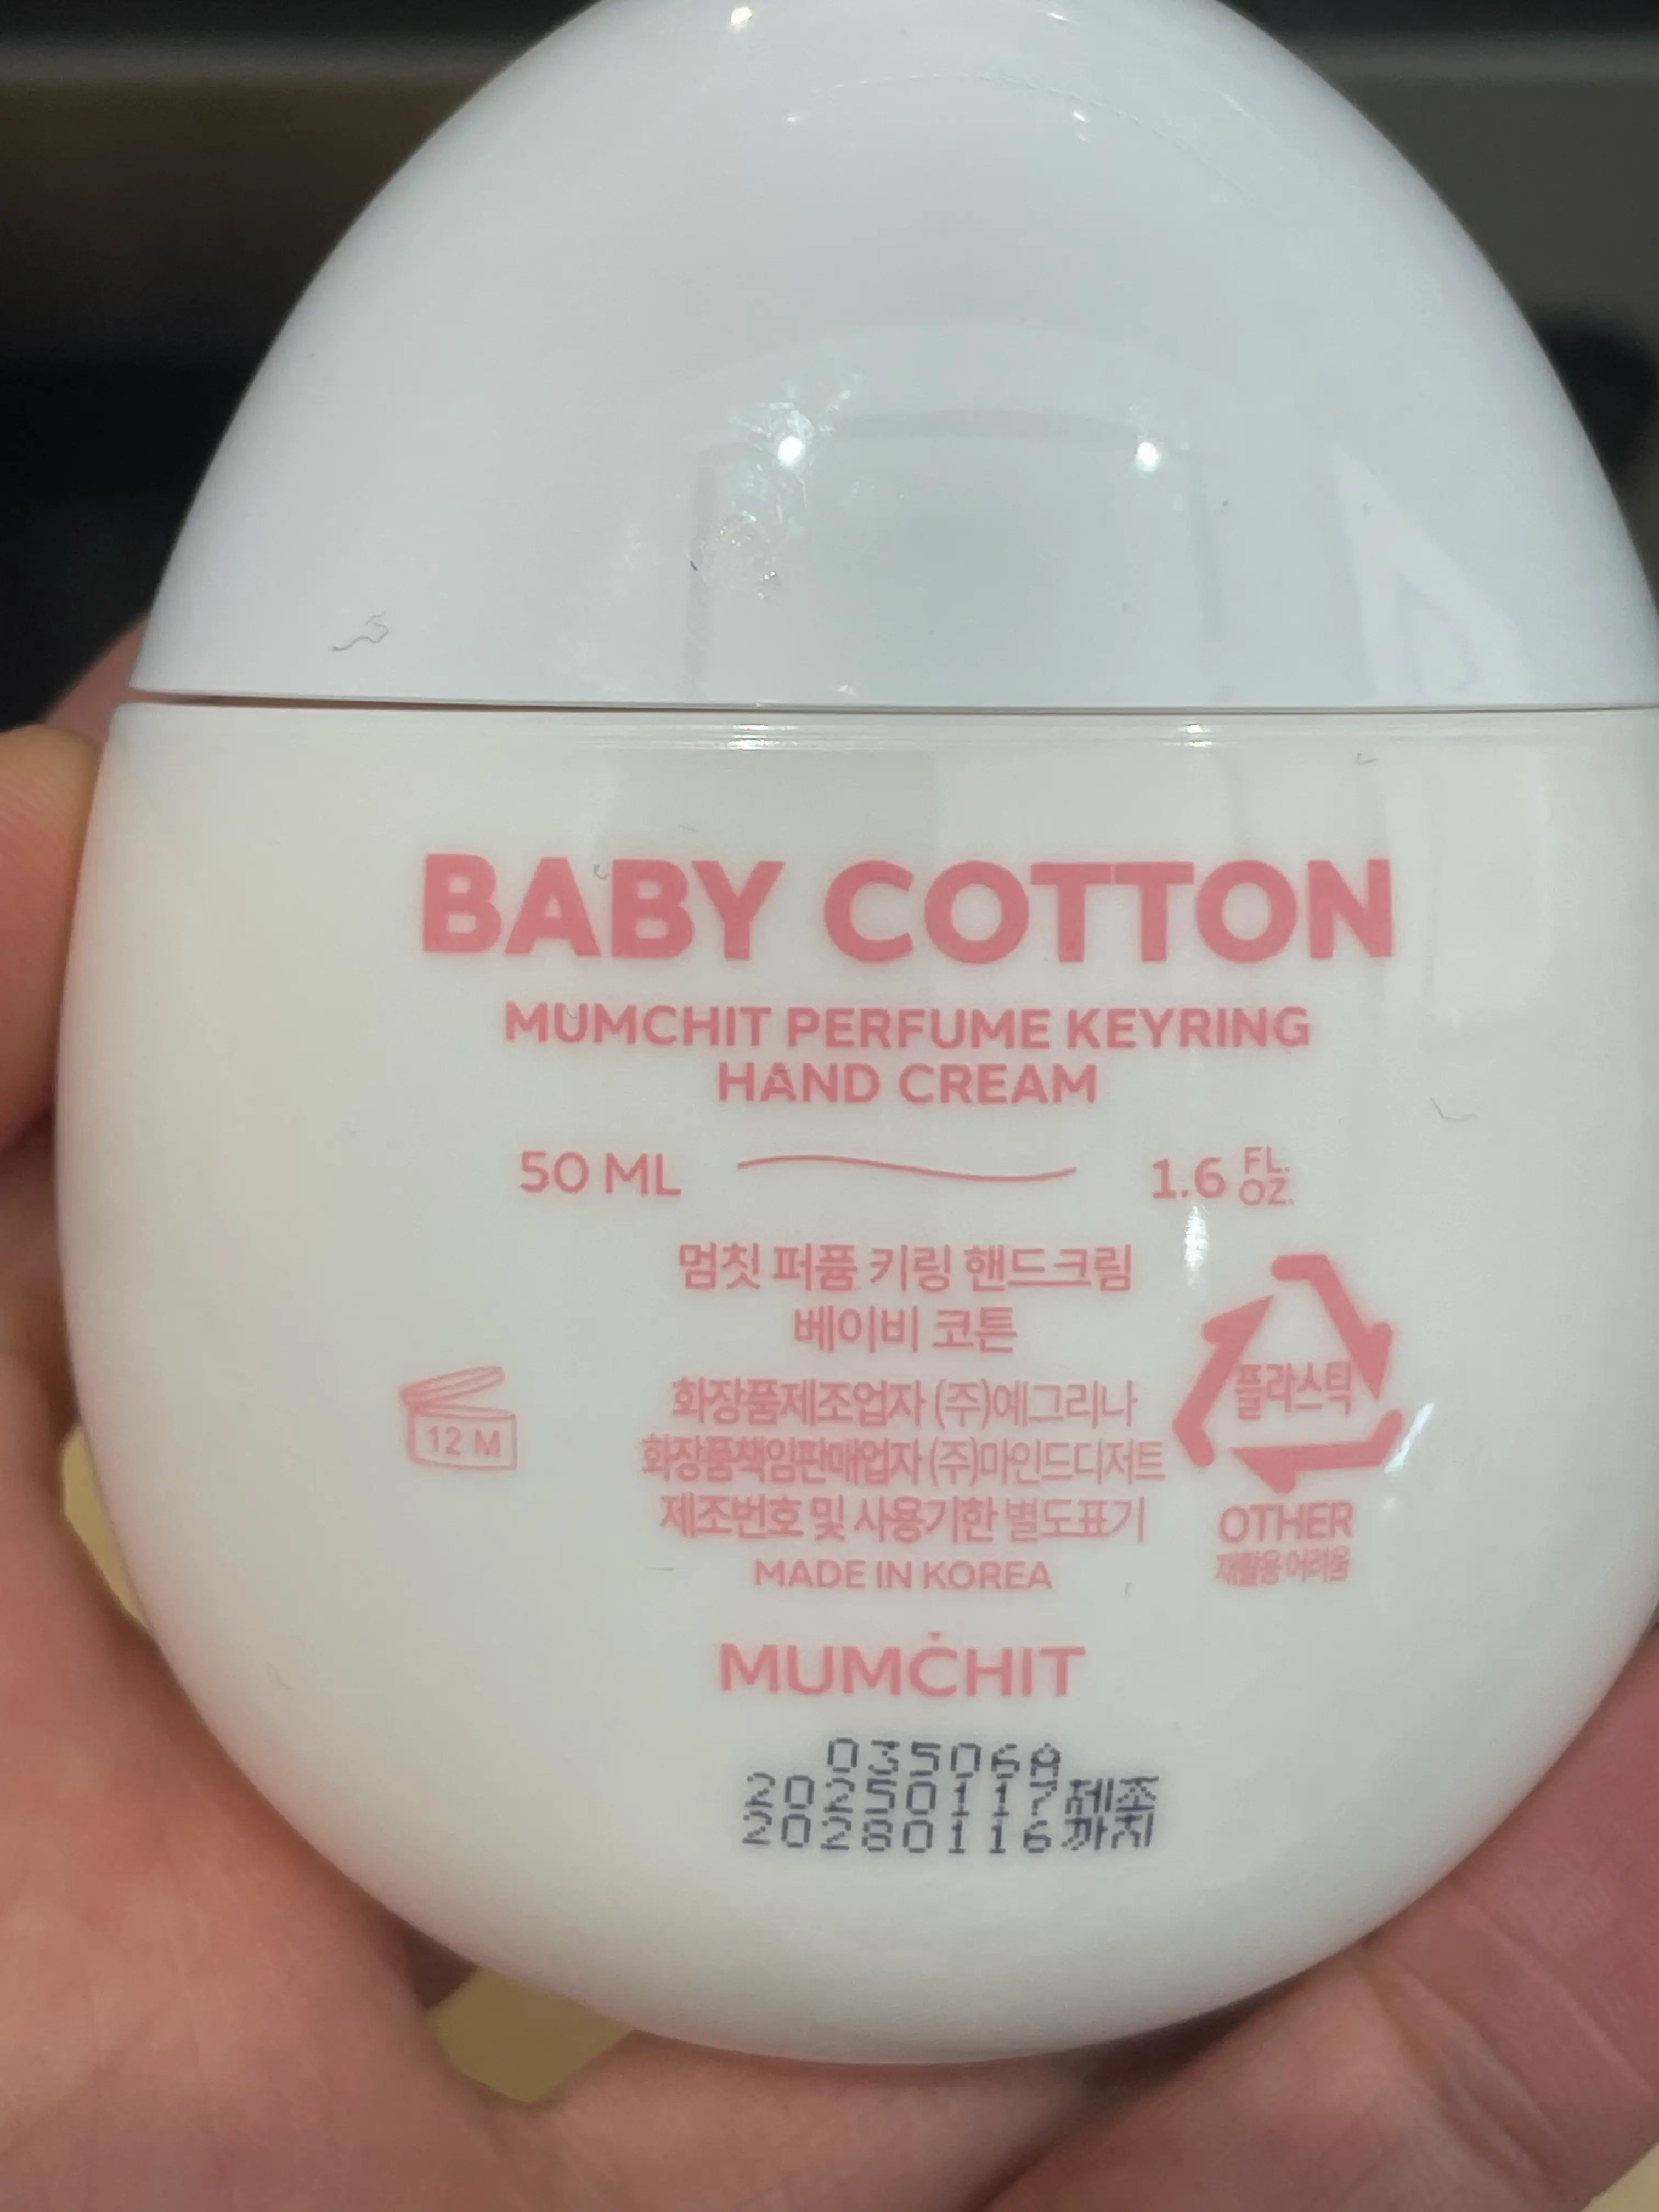 BABY COTTON
MUMCHIT PERFUME KEYRING
HAND CREAM
50 ML 1.6 FL. OZ.
멈칫 퍼퓸 키링 핸드크림
베이비 코튼
화장품제조업자 (주)예그리나
화장품책임판매업자 (주)마인드디저트
제조번호 및 사용기한 별도표기
MADE IN KOREA
12 M
플라스틱
OTHER
재활용 어려움
MUMCHIT
03506A
20250117제조
20280116까지